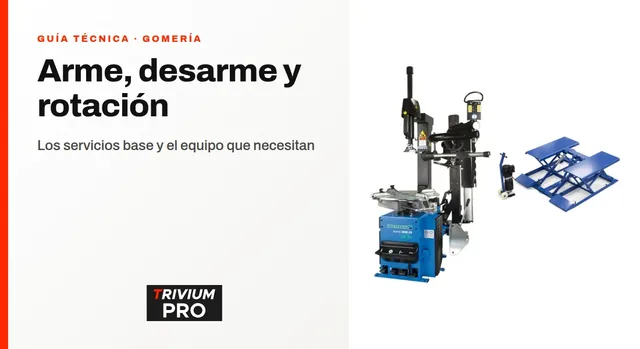 GUÍA TÉCNICA · GOMERÍA
Arme, desarme y
rotación
Los servicios base y el equipo que necesitan
TRIVIUM
PRO